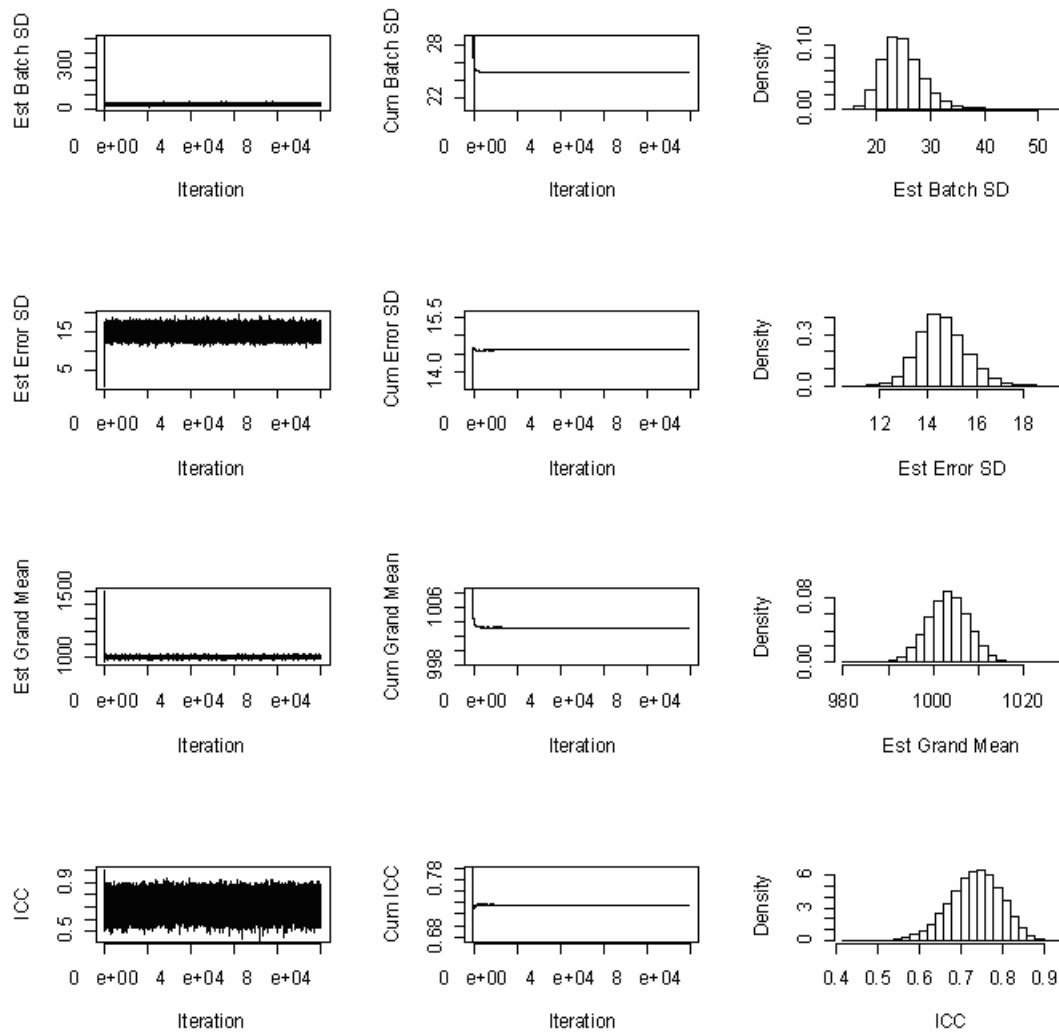 Est Batch SD
0 300
0 e+00 4 e+04 8 e+04
Iteration
Cum Batch SD
22 28
0 e+00 4 e+04 8 e+04
Iteration
Density
0.00 0.10
20 30 40 50
Est Batch SD
Est Error SD
5 15
0 e+00 4 e+04 8 e+04
Iteration
Cum Error SD
14.0 15.5
0 e+00 4 e+04 8 e+04
Iteration
Density
0.0 0.3
12 14 16 18
Est Error SD
Est Grand Mean
1000 1500
0 e+00 4 e+04 8 e+04
Iteration
Cum Grand Mean
998 1006
0 e+00 4 e+04 8 e+04
Iteration
Density
0.00 0.08
980 1000 1020
Est Grand Mean
ICC
0.5 0.9
0 e+00 4 e+04 8 e+04
Iteration
Cum ICC
0.68 0.78
0 e+00 4 e+04 8 e+04
Iteration
Density
0 3 6
0.4 0.5 0.6 0.7 0.8 0.9
ICC